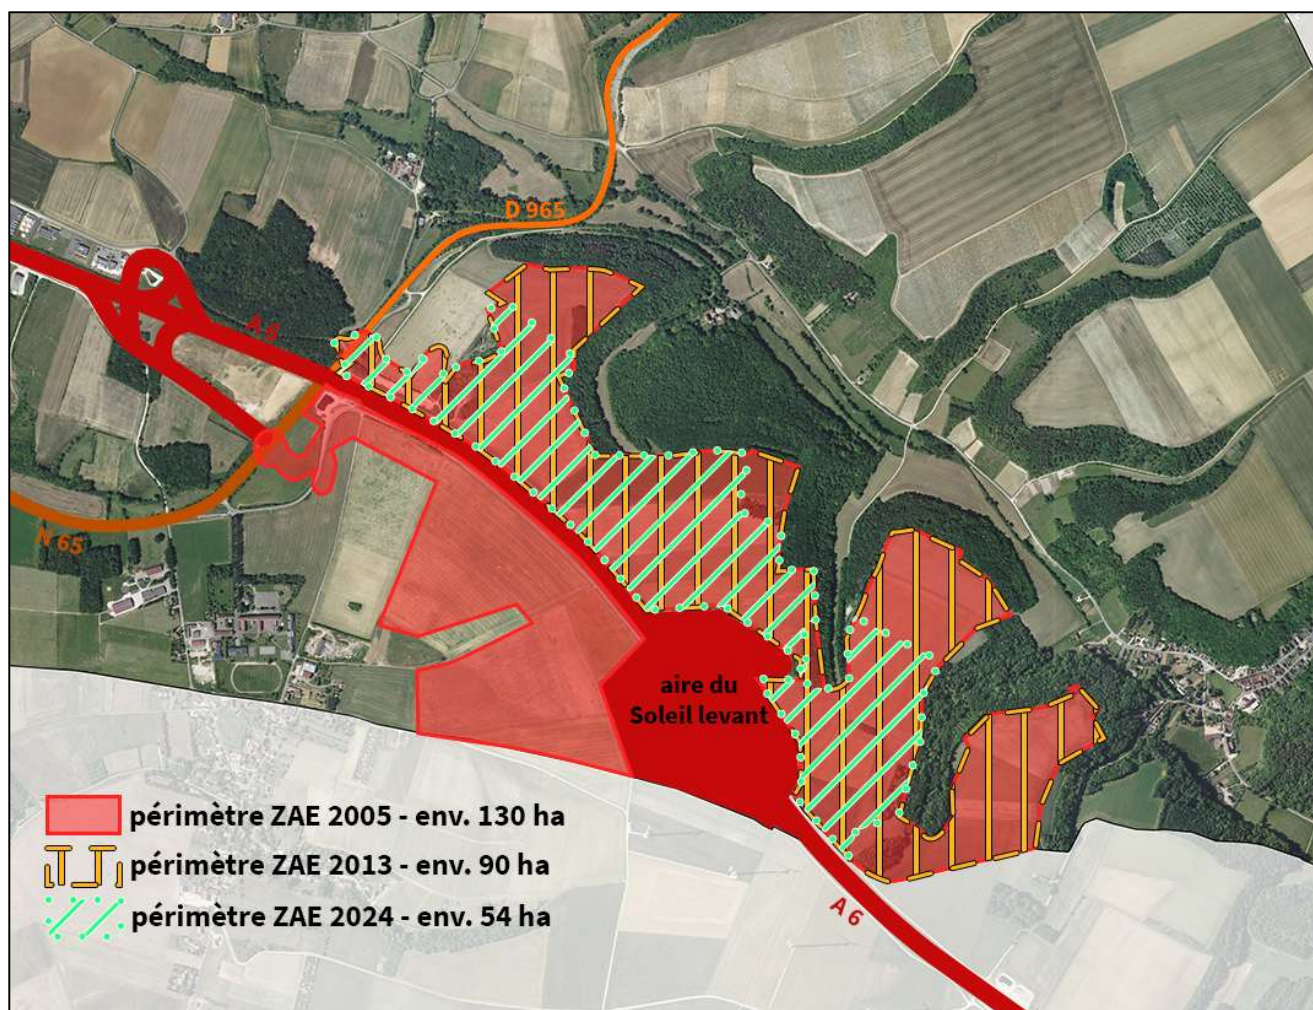 D 965
A 6
N 65
aire du
Soleil levant
périmètre ZAE 2005 - env. 130 ha
périmètre ZAE 2013 - env. 90 ha
périmètre ZAE 2024 - env. 54 ha
A 6